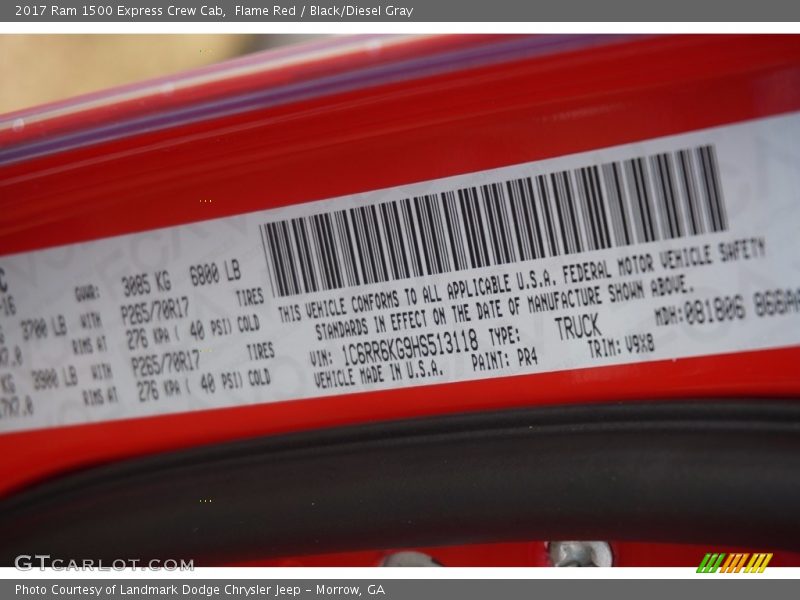 2017 Ram 1500 Express Crew Cab,  Flame Red / Black/Diesel Gray
GVWR: 3085 KG 6800 LB
3700 LB WITH P265/70R17 TIRES
RIMS AT 276 KPA ( 40 PSI) COLD
KG 3900 LB WITH P265/70R17 TIRES
RIMS AT 276 KPA ( 40 PSI) COLD
THIS VEHICLE CONFORMS TO ALL APPLICABLE U.S.A. FEDERAL MOTOR VEHICLE SAFETY
STANDARDS IN EFFECT ON THE DATE OF MANUFACTURE SHOWN ABOVE.
VIN: 1C6RR6KG9HS513118 TYPE: TRUCK MDH: 081806
VEHICLE MADE IN U.S.A. PAINT: PR4 TRIM: V9X8
GTCARLOT.COM
Photo Courtesy of Landmark Dodge Chrysler Jeep – Morrow, GA